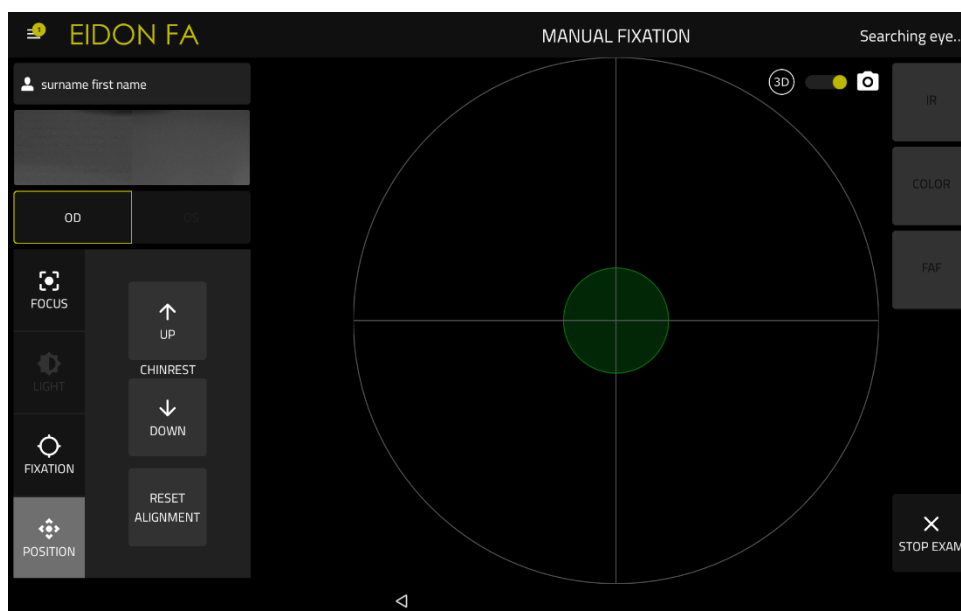 1
EIDON FA
MANUAL FIXATION
Searching eye..
surname first name
3D
IR
OD
OS
COLOR
FOCUS
UP
FAF
CHINREST
LIGHT
DOWN
FIXATION
RESET
ALIGNMENT
POSITION
STOP EXAM